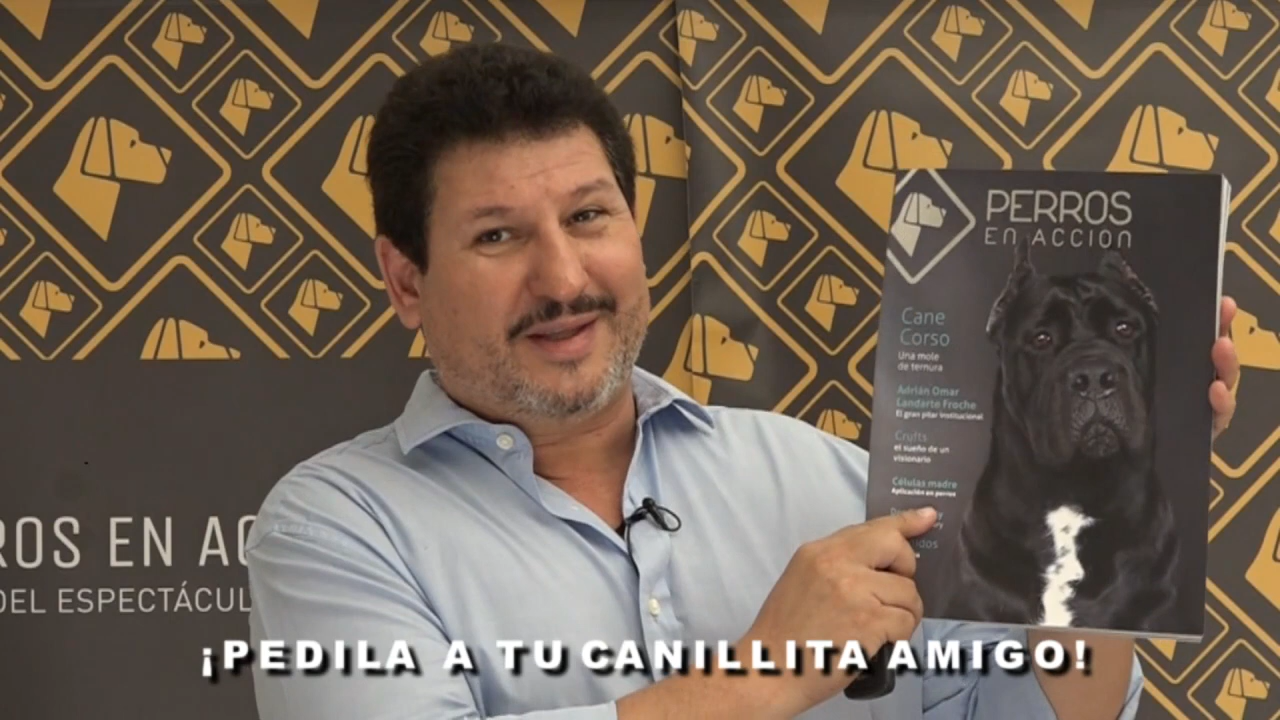 PERROS
EN ACCION
Cane
Corso
Una mole
de ternura
Adrián Omar
Landarte Froche
El gran pilar institucional
Crufts
el sueño de un
visionario
Células madre
Aplicación en perros
ROS EN AC
DEL ESPECTÁCUL
¡PEDILA A TU CANILLITA AMIGO!